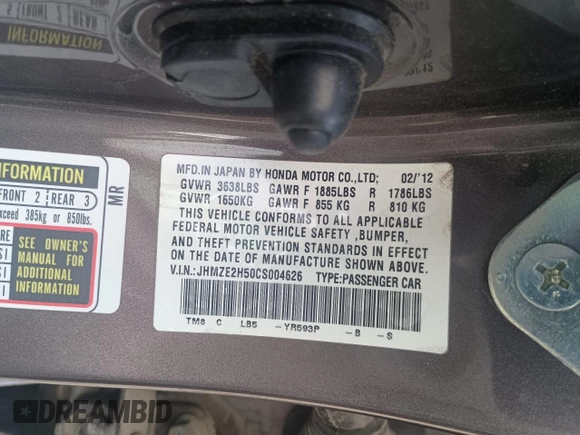 INFORMATION
MFD.IN JAPAN BY HONDA MOTOR CO.,LTD; 02/'12
GVWR 3638LBS GAWR F 1885LBS R 1786LBS
GVWR 1650KG GAWR F 855 KG R 810 KG
THIS VEHICLE CONFORMS TO ALL APPLICABLE
FEDERAL MOTOR VEHICLE SAFETY ,BUMPER,
AND THEFT PREVENTION STANDARDS IN EFFECT
ON THE DATE OF MANUFACTURE SHOWN ABOVE.
V.I.N.:JHMZE2H50CS004626 TYPE:PASSENGER CAR
TM8 C LB5 -YR593P -B -S
INFORMATION
FRONT 2 REAR 3
exceed 385kg or 850lbs.
MR
SEE OWNER'S
MANUAL FOR
ADDITIONAL
INFORMATION
DREAMBID